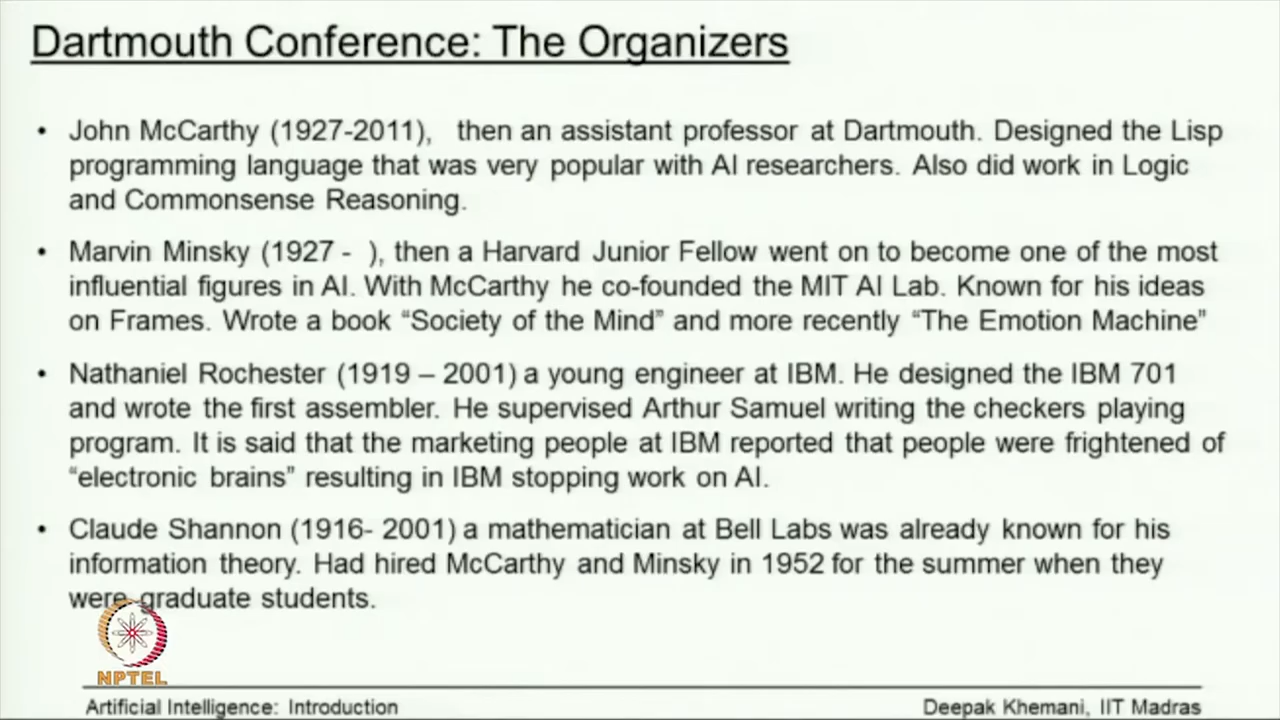 Dartmouth Conference: The Organizers
• John McCarthy (1927-2011), then an assistant professor at Dartmouth. Designed the Lisp
programming language that was very popular with AI researchers. Also did work in Logic
and Commonsense Reasoning.
• Marvin Minsky (1927 - ), then a Harvard Junior Fellow went on to become one of the most
influential figures in AI. With McCarthy he co-founded the MIT AI Lab. Known for his ideas
on Frames. Wrote a book “Society of the Mind” and more recently “The Emotion Machine”
• Nathaniel Rochester (1919 – 2001) a young engineer at IBM. He designed the IBM 701
and wrote the first assembler. He supervised Arthur Samuel writing the checkers playing
program. It is said that the marketing people at IBM reported that people were frightened of
“electronic brains” resulting in IBM stopping work on AI.
• Claude Shannon (1916- 2001) a mathematician at Bell Labs was already known for his
information theory. Had hired McCarthy and Minsky in 1952 for the summer when they
were graduate students.
NPTEL
Artificial Intelligence: Introduction
Deepak Khemani, IIT Madras